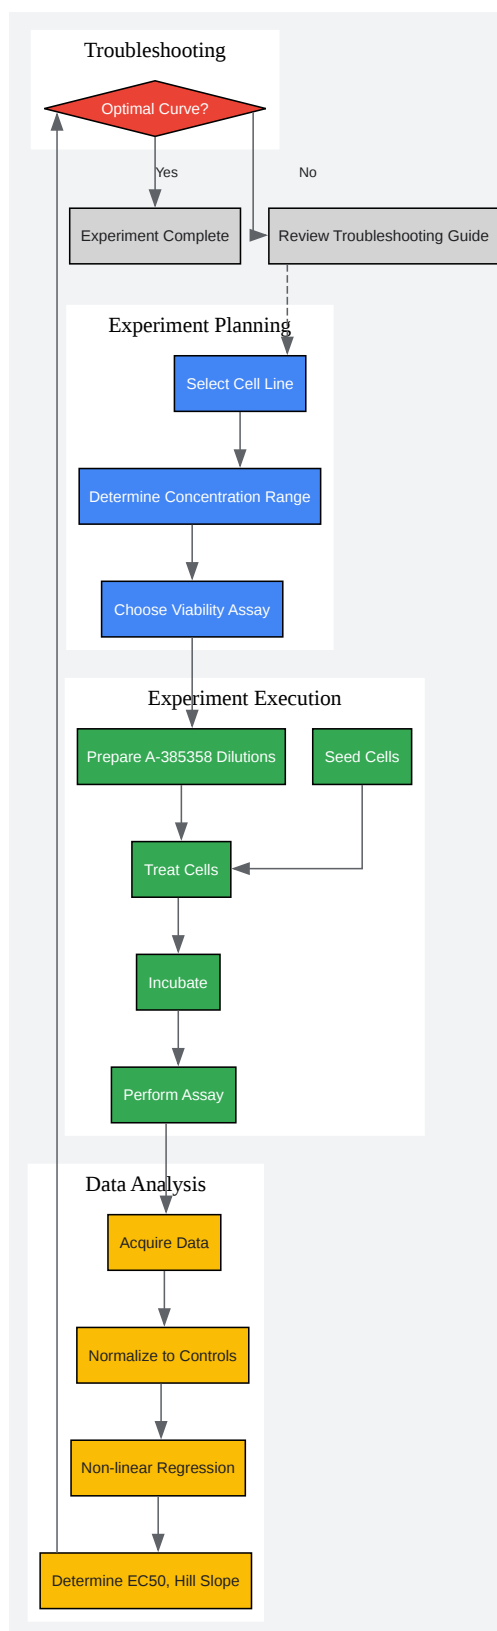 Troubleshooting
Optimal Curve?
Yes
No
Experiment Complete
Review Troubleshooting Guide
Experiment Planning
Select Cell Line
Determine Concentration Range
Choose Viability Assay
Experiment Execution
Prepare A-385358 Dilutions
Seed Cells
Treat Cells
Incubate
Perform Assay
Data Analysis
Acquire Data
Normalize to Controls
Non-linear Regression
Determine EC50, Hill Slope